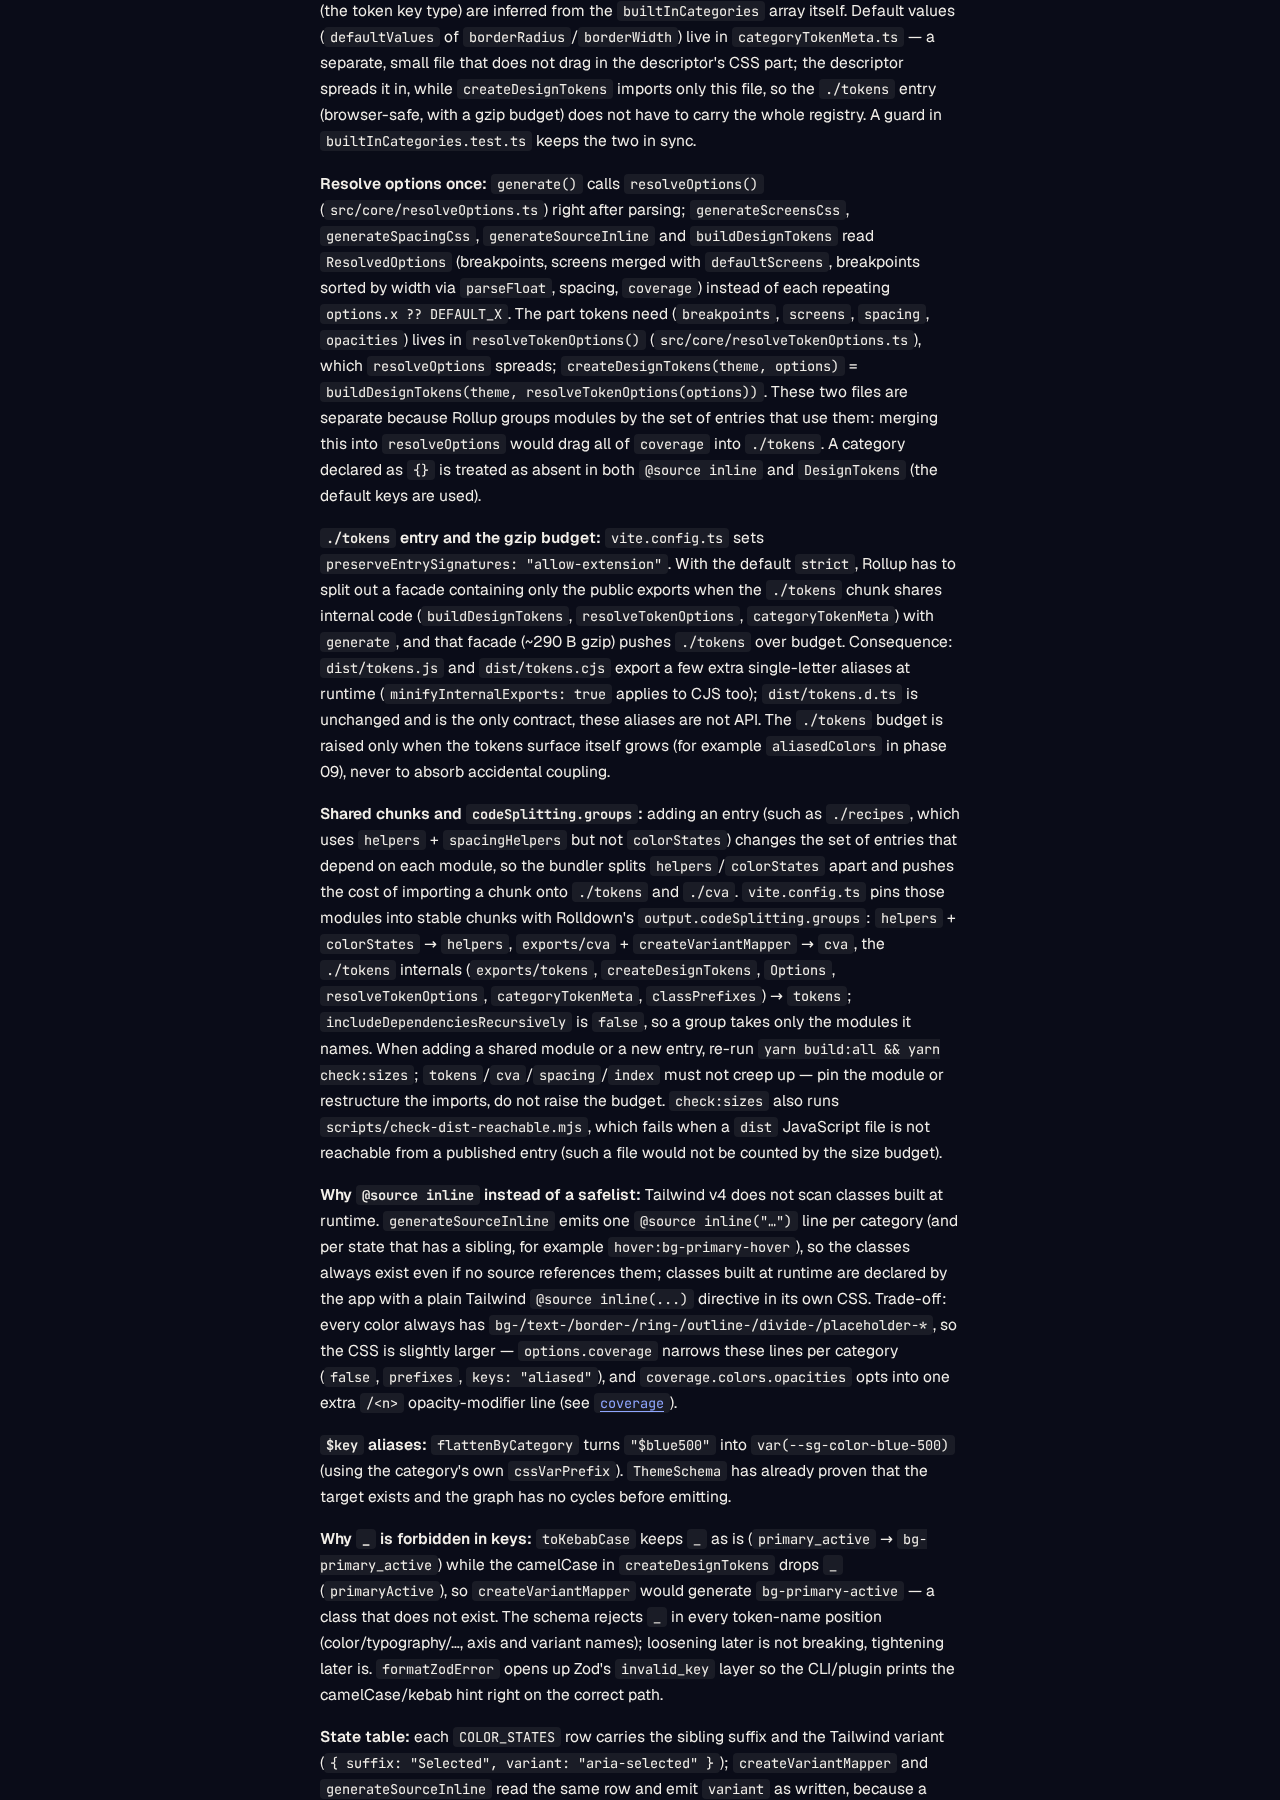 (the token key type) are inferred from the builtInCategories array itself. Default values
( defaultValues of borderRadius / borderWidth ) live in categoryTokenMeta.ts — a
separate, small file that does not drag in the descriptor's CSS part; the descriptor
spreads it in, while createDesignTokens imports only this file, so the ./tokens entry
(browser-safe, with a gzip budget) does not have to carry the whole registry. A guard in
builtInCategories.test.ts keeps the two in sync.
Resolve options once: generate() calls resolveOptions()
( src/core/resolveOptions.ts ) right after parsing; generateScreensCss ,
generateSpacingCss , generateSourceInline and buildDesignTokens read
ResolvedOptions (breakpoints, screens merged with defaultScreens , breakpoints
sorted by width via parseFloat , spacing, coverage ) instead of each repeating
options.x ?? DEFAULT_X . The part tokens need ( breakpoints , screens , spacing ,
opacities ) lives in resolveTokenOptions() ( src/core/resolveTokenOptions.ts ),
which resolveOptions spreads; createDesignTokens(theme, options) =
buildDesignTokens(theme, resolveTokenOptions(options)) . These two files are
separate because Rollup groups modules by the set of entries that use them: merging
this into resolveOptions would drag all of coverage into ./tokens . A category
declared as {} is treated as absent in both @source inline and DesignTokens (the
default keys are used).
./tokens entry and the gzip budget: vite.config.ts sets
preserveEntrySignatures: "allow-extension" . With the default strict , Rollup has to
split out a facade containing only the public exports when the ./tokens chunk shares
internal code ( buildDesignTokens , resolveTokenOptions , categoryTokenMeta ) with
generate , and that facade (~290 B gzip) pushes ./tokens over budget. Consequence:
dist/tokens.js and dist/tokens.cjs export a few extra single-letter aliases at
runtime ( minifyInternalExports: true applies to CJS too); dist/tokens.d.ts is
unchanged and is the only contract, these aliases are not API. The ./tokens budget is
raised only when the tokens surface itself grows (for example aliasedColors in phase
09), never to absorb accidental coupling.
Shared chunks and codeSplitting.groups : adding an entry (such as ./recipes , which
uses helpers + spacingHelpers but not colorStates ) changes the set of entries that
depend on each module, so the bundler splits helpers / colorStates apart and pushes
the cost of importing a chunk onto ./tokens and ./cva . vite.config.ts pins those
modules into stable chunks with Rolldown's output.codeSplitting.groups : helpers +
colorStates → helpers , exports/cva + createVariantMapper → cva , the
./tokens internals ( exports/tokens , createDesignTokens , Options ,
resolveTokenOptions , categoryTokenMeta , classPrefixes ) → tokens ;
includeDependenciesRecursively is false , so a group takes only the modules it
names. When adding a shared module or a new entry, re-run yarn build:all && yarn
check:sizes ; tokens / cva / spacing / index must not creep up — pin the module or
restructure the imports, do not raise the budget. check:sizes also runs
scripts/check-dist-reachable.mjs , which fails when a dist JavaScript file is not
reachable from a published entry (such a file would not be counted by the size budget).
Why @source inline instead of a safelist: Tailwind v4 does not scan classes built at
runtime. generateSourceInline emits one @source inline("…") line per category (and
per state that has a sibling, for example hover:bg-primary-hover ), so the classes
always exist even if no source references them; classes built at runtime are declared by
the app with a plain Tailwind @source inline(...) directive in its own CSS. Trade-off:
every color always has bg-/text-/border-/ring-/outline-/divide-/placeholder-* , so
the CSS is slightly larger — options.coverage narrows these lines per category
( false , prefixes , keys: "aliased" ), and coverage.colors.opacities opts into one
extra /<n> opacity-modifier line (see coverage ).
$key aliases: flattenByCategory turns "$blue500" into var(--sg-color-blue-500)
(using the category's own cssVarPrefix ). ThemeSchema has already proven that the
target exists and the graph has no cycles before emitting.
Why _ is forbidden in keys: toKebabCase keeps _ as is ( primary_active → bg-
primary_active ) while the camelCase in createDesignTokens drops _
( primaryActive ), so createVariantMapper would generate bg-primary-active — a
class that does not exist. The schema rejects _ in every token-name position
(color/typography/…, axis and variant names); loosening later is not breaking, tightening
later is. formatZodError opens up Zod's invalid_key layer so the CLI/plugin prints the
camelCase/kebab hint right on the correct path.
State table: each COLOR_STATES row carries the sibling suffix and the Tailwind variant
( { suffix: "Selected", variant: "aria-selected" } ); createVariantMapper and
generateSourceInline read the same row and emit variant as written, because a